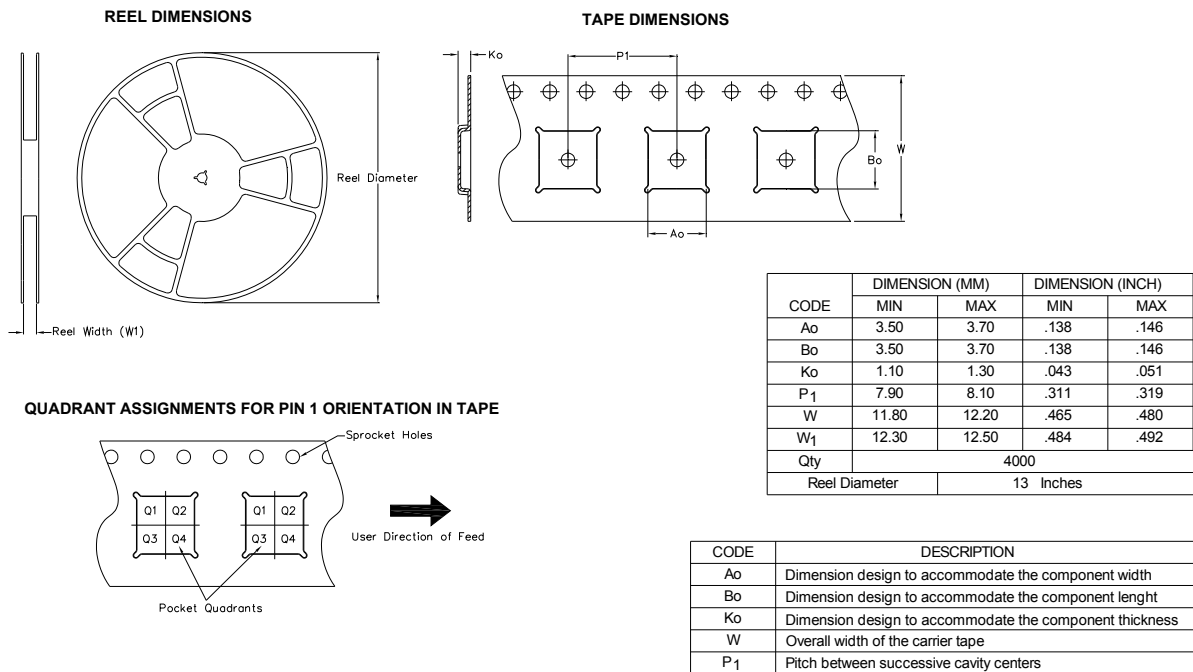 REEL DIMENSIONS
TAPE DIMENSIONS
Ko
P1
Reel Diameter
Bo
W
Ao
Reel Width (W1)
DIMENSION (MM) DIMENSION (INCH)
CODE MIN MAX MIN MAX
Ao 3.50 3.70 .138 .146
Bo 3.50 3.70 .138 .146
Ko 1.10 1.30 .043 .051
P1 7.90 8.10 .311 .319
W 11.80 12.20 .465 .480
W1 12.30 12.50 .484 .492
Qty 4000
Reel Diameter 13 Inches
QUADRANT ASSIGNMENTS FOR PIN 1 ORIENTATION IN TAPE
Sprocket Holes
Q1 Q2 Q1 Q2
Q3 Q4 Q3 Q4
User Direction of Feed
Pocket Quadrants
CODE DESCRIPTION
Ao Dimension design to accommodate the component width
Bo Dimension design to accommodate the component lenght
Ko Dimension design to accommodate the component thickness
W Overall width of the carrier tape
P1 Pitch between successive cavity centers